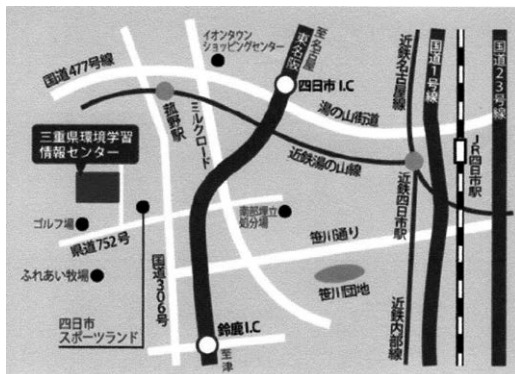 イオンタウン
ショッピングセンター
至名古屋
東名阪
近鉄名古屋線
国道1号線
国道23号線
国道477号線
四日市I.C
湯の山街道
菰野駅
ミルクロード
三重県環境学習
情報センター
近鉄湯の山線
JR四日市駅
近鉄四日市駅
南部埋立
処分場
ゴルフ場
県道752号
笹川通り
国道306号
ふれあい牧場
笹川団地
四日市
スポーツランド
鈴鹿I.C
至津
近鉄内部線